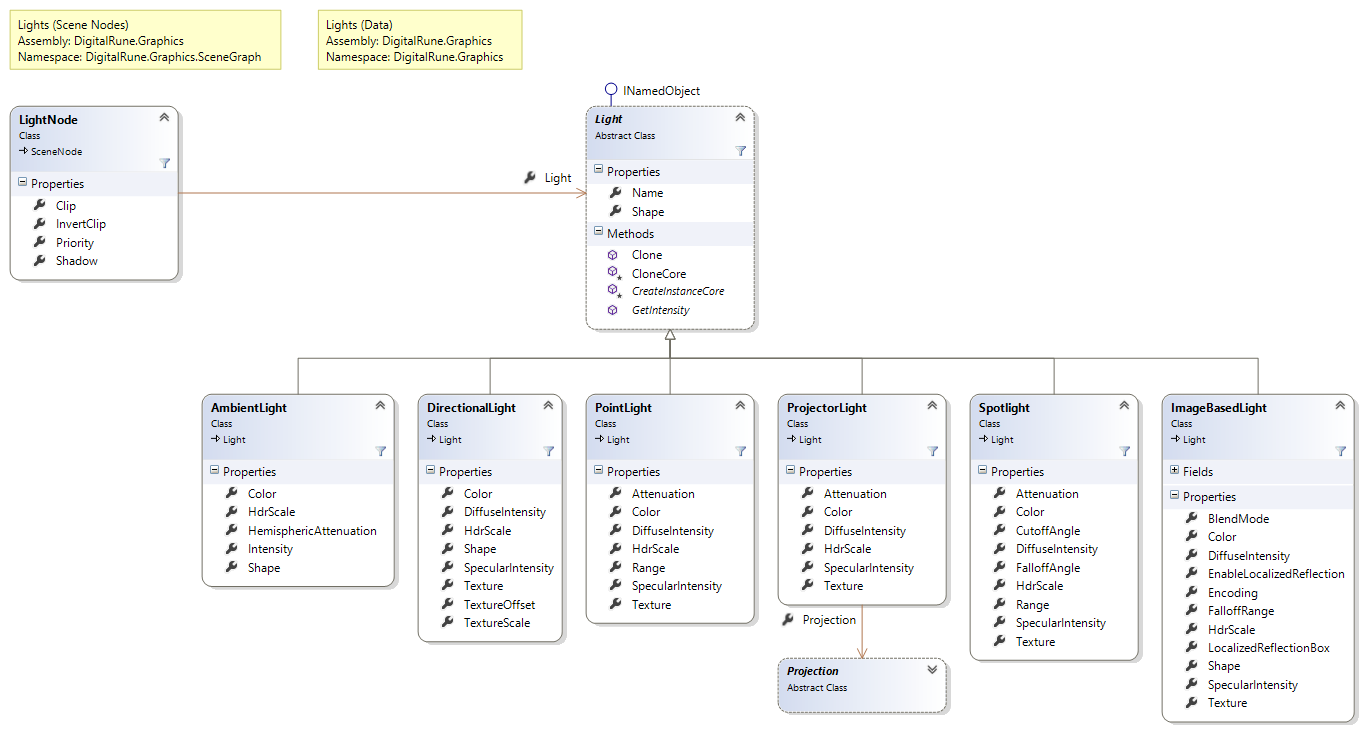 Lights (Scene Nodes)
Assembly: DigitalRune.Graphics
Namespace: DigitalRune.Graphics.SceneGraph
Lights (Data)
Assembly: DigitalRune.Graphics
Namespace: DigitalRune.Graphics
LightNode
Class
SceneNode
Properties
Clip
InvertClip
Priority
Shadow
Light
INamedObject
Light
Abstract Class
Properties
Name
Shape
Methods
Clone
CloneCore
CreateInstanceCore
GetIntensity
AmbientLight
Class
Light
Properties
Color
HdrScale
HemisphericAttenuation
Intensity
Shape
DirectionalLight
Class
Light
Properties
Color
DiffuseIntensity
HdrScale
Shape
SpecularIntensity
Texture
TextureOffset
TextureScale
PointLight
Class
Light
Properties
Attenuation
Color
DiffuseIntensity
HdrScale
Range
SpecularIntensity
Texture
ProjectorLight
Class
Light
Properties
Attenuation
Color
DiffuseIntensity
HdrScale
SpecularIntensity
Texture
Projection
Projection
Abstract Class
Spotlight
Class
Light
Properties
Attenuation
Color
CutoffAngle
DiffuseIntensity
FalloffAngle
HdrScale
Range
SpecularIntensity
Texture
ImageBasedLight
Class
Light
Fields
Properties
BlendMode
Color
DiffuseIntensity
EnableLocalizedReflection
Encoding
FalloffRange
HdrScale
LocalizedReflectionBox
Shape
SpecularIntensity
Texture